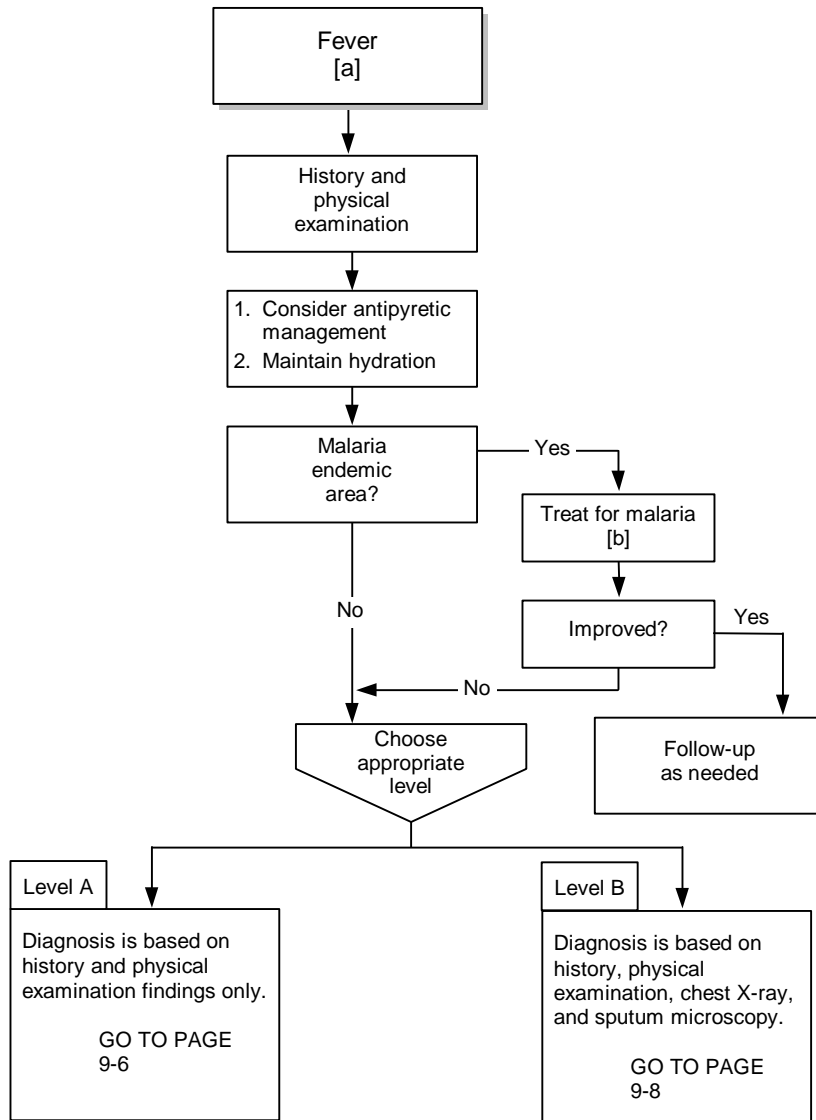 Fever
[a]
History and
physical
examination
1. Consider antipyretic
management
2. Maintain hydration
Malaria
endemic
area?
Yes
Treat for malaria
[b]
No
Improved?
Yes
No
Choose
appropriate
level
Follow-up
as needed
Level A
Diagnosis is based on
history and physical
examination findings only.
GO TO PAGE
9-6
Level B
Diagnosis is based on
history, physical
examination, chest X-ray,
and sputum microscopy.
GO TO PAGE
9-8